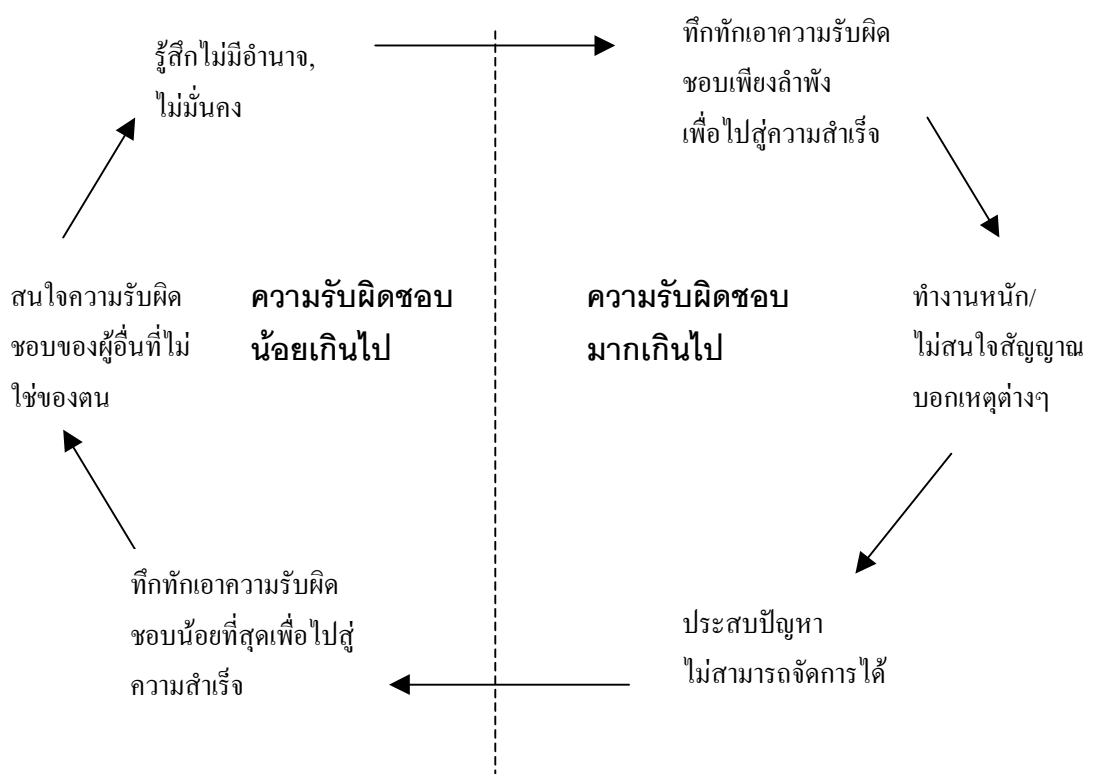 รู้สึกไม่มีอำนาจ,
ไม่มั่นคง
ทึกทักเอาความรับผิด
ชอบเพียงลำพัง
เพื่อไปสู่ความสำเร็จ
สนใจความรับผิด
ชอบของผู้อื่นที่ไม่
ใช่ของตน
ความรับผิดชอบ
น้อยเกินไป
ความรับผิดชอบ
มากเกินไป
ทำงานหนัก/
ไม่สนใจสัญญาณ
บอกเหตุต่างๆ
ทึกทักเอาความรับผิด
ชอบน้อยที่สุดเพื่อไปสู่
ความสำเร็จ
ประสบปัญหา
ไม่สามารถจัดการได้